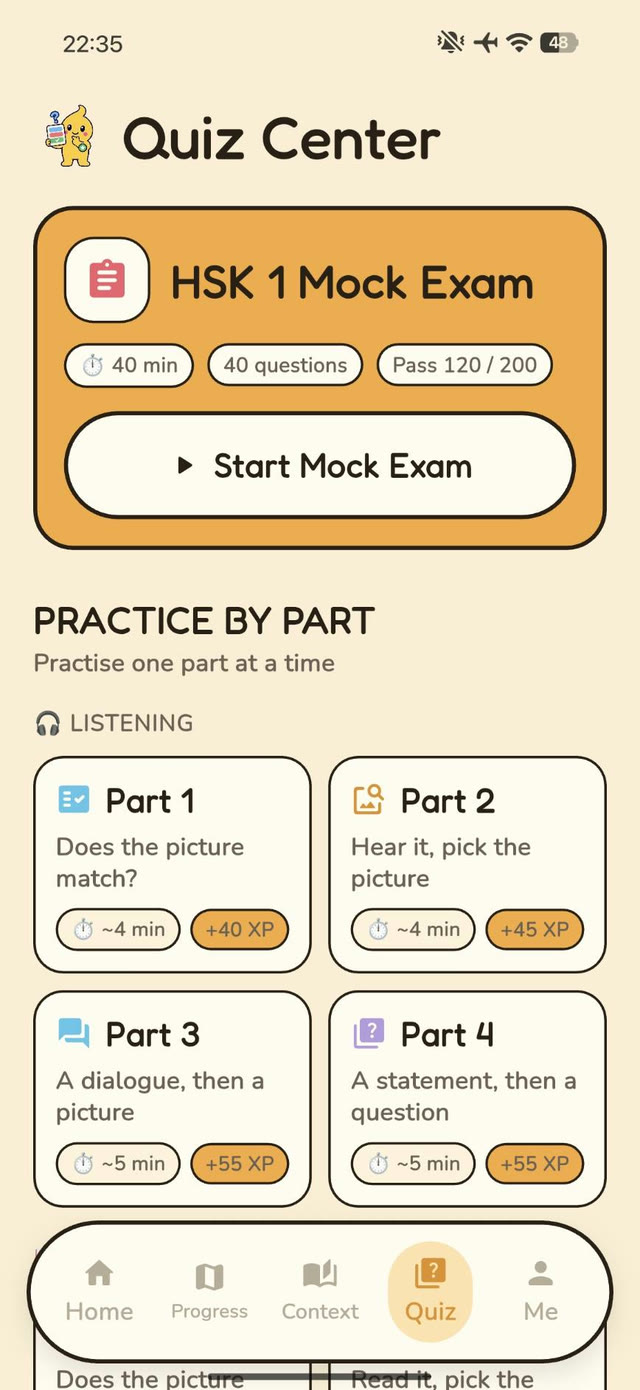 22:35
48
Quiz Center
HSK 1 Mock Exam
40 min
40 questions
Pass 120 / 200
Start Mock Exam
PRACTICE BY PART
Practise one part at a time
LISTENING
Part 1
Does the picture
match?
~4 min
+40 XP
Part 2
Hear it, pick the
picture
~4 min
+45 XP
Part 3
A dialogue, then a
picture
~5 min
+55 XP
Part 4
A statement, then a
question
~5 min
+55 XP
Home
Progress
Context
Quiz
Me
Does the picture
Read it, pick the